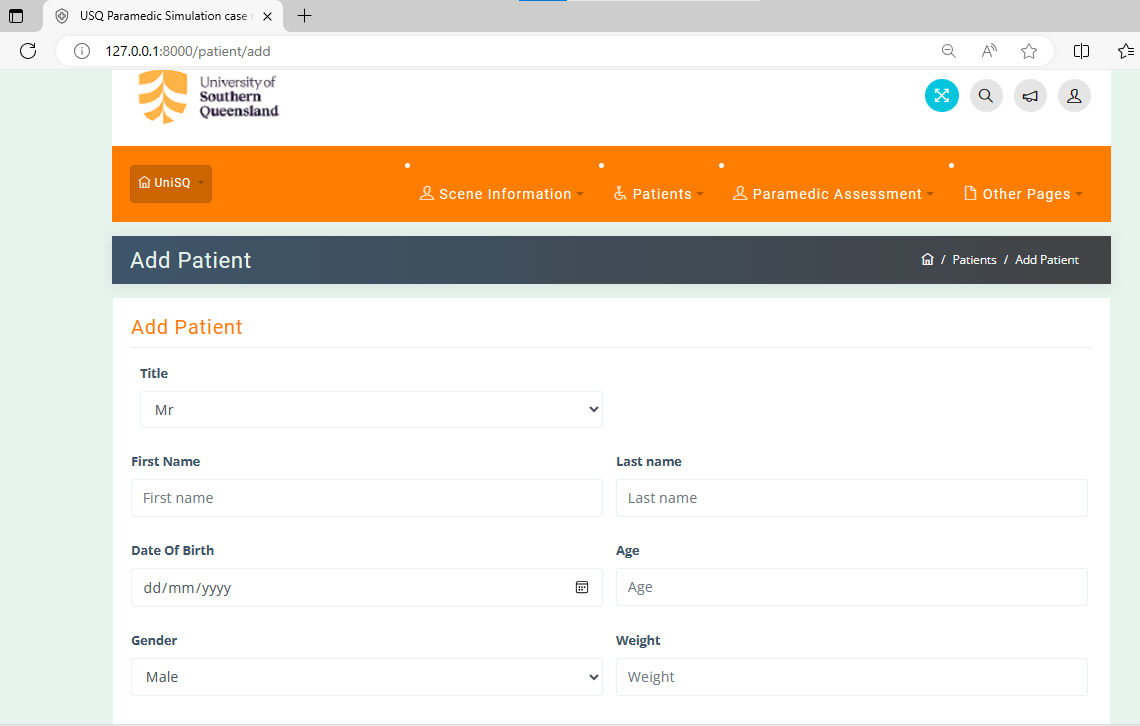 USQ Paramedic Simulation case
127.0.0.1:8000/patient/add
University of
Southern
Queensland
UniSQ
Scene Information
Patients
Paramedic Assessment
Other Pages
Add Patient
/ Patients / Add Patient
Add Patient
Title
Mr
First Name
Last name
First name
Last name
Date Of Birth
Age
dd/mm/yyyy
Age
Gender
Weight
Male
Weight